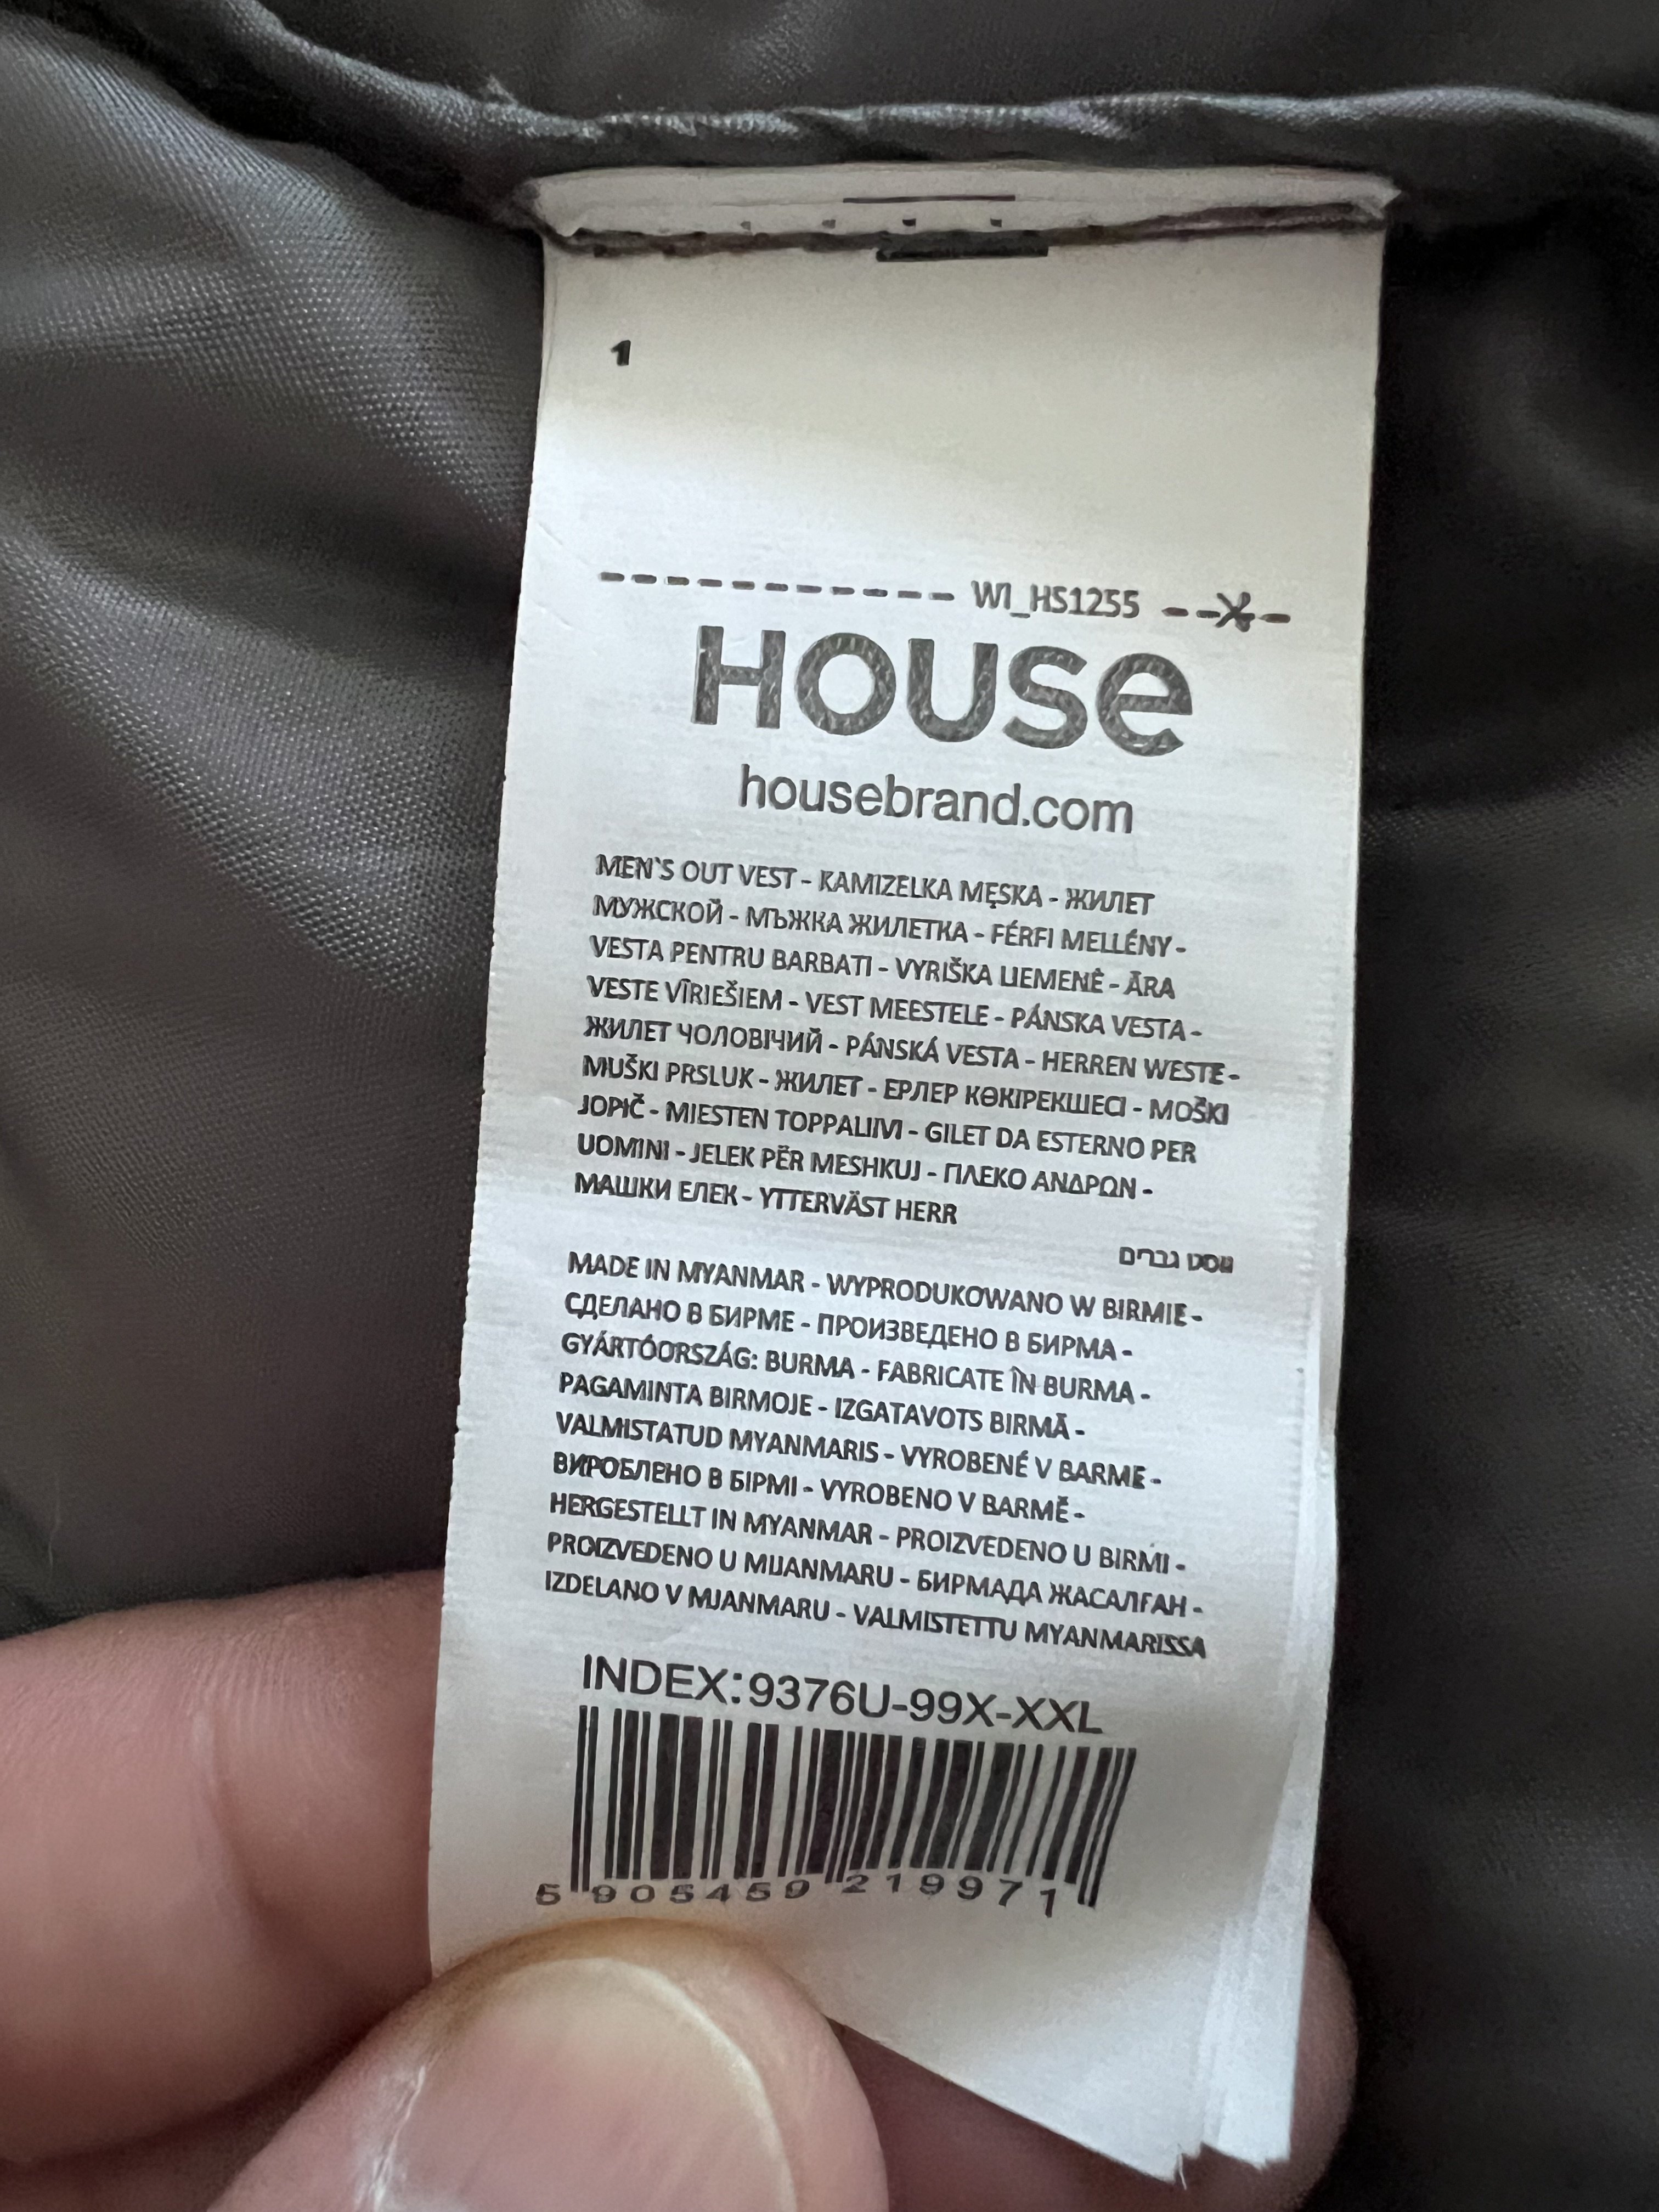 1
WI_HS1255
HOUSe
housebrand.com
MEN`S OUT VEST - KAMIZELKA MĘSKA - ЖИЛЕТ
МУЖСКОЙ - МЪЖКА ЖИЛЕТКА - FÉRFI MELLÉNY -
VESTA PENTRU BARBATI - VYRIŠKA LIEMENĖ - ĀRA
VESTE VĪRIEŠIEM - VEST MEESTELE - PÁNSKA VESTA -
ЖИЛЕТ ЧОЛОВІЧИЙ - PÁNSKÁ VESTA - HERREN WESTE -
MUŠKI PRSLUK - ЖИЛЕТ - ЕРЛЕР КӨКІРЕКШЕСІ - MOŠKI
JOPIČ - MIESTEN TOPPALIIVI - GILET DA ESTERNO PER
UOMINI - JELEK PËR MESHKUJ - ΠΛΕΚΟ ΑΝΔΡΩΝ -
МАШКИ ЕЛЕК - YTTERVÄST HERR
ווסט גברים
MADE IN MYANMAR - WYPRODUKOWANO W BIRMIE -
СДЕЛАНО В БИРМЕ - ПРОИЗВЕДЕНО В БИРМА -
GYÁRTÓORSZÁG: BURMA - FABRICATE ÎN BURMA -
PAGAMINTA BIRMOJE - IZGATAVOTS BIRMĀ -
VALMISTATUD MYANMARIS - VYROBENÉ V BARME -
ВИРОБЛЕНО В БІРМІ - VYROBENO V BARMĚ -
HERGESTELLT IN MYANMAR - PROIZVEDENO U BIRMI -
PROIZVEDENO U MIJANMARU - БИРМАДА ЖАСАЛҒАН -
IZDELANO V MJANMARU - VALMISTETTU MYANMARISSA
INDEX:9376U-99X-XXL
5 905459 219971